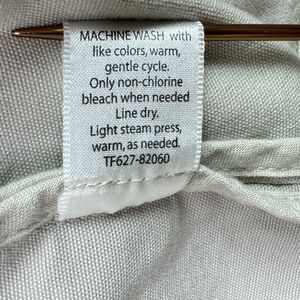 MACHINE WASH with
like colors, warm,
gentle cycle.
Only non-chlorine
bleach when needed
Line dry.
Light steam press,
warm, as needed.
TF627-82060